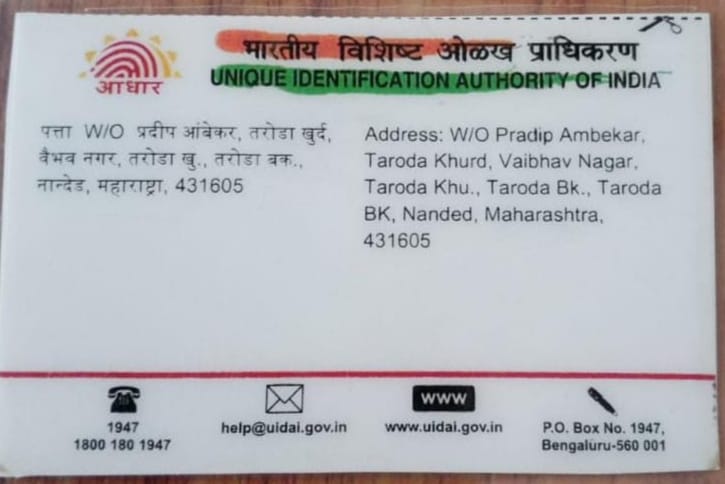 आधार
भारतीय विशिष्ट ओळख प्राधिकरण
UNIQUE IDENTIFICATION AUTHORITY OF INDIA
पत्ता W/O प्रदीप आंबेकर, तरोडा खुर्द,
वैभव नगर, तरोडा खु., तरोडा बक.,
नान्देड, महाराष्ट्रा, 431605
Address: W/O Pradip Ambekar,
Taroda Khurd, Vaibhav Nagar,
Taroda Khu., Taroda Bk., Taroda
BK, Nanded, Maharashtra,
431605
1947
1800 180 1947
help@uidai.gov.in
WWW
www.uidai.gov.in
P.O. Box No. 1947,
Bengaluru-560 001